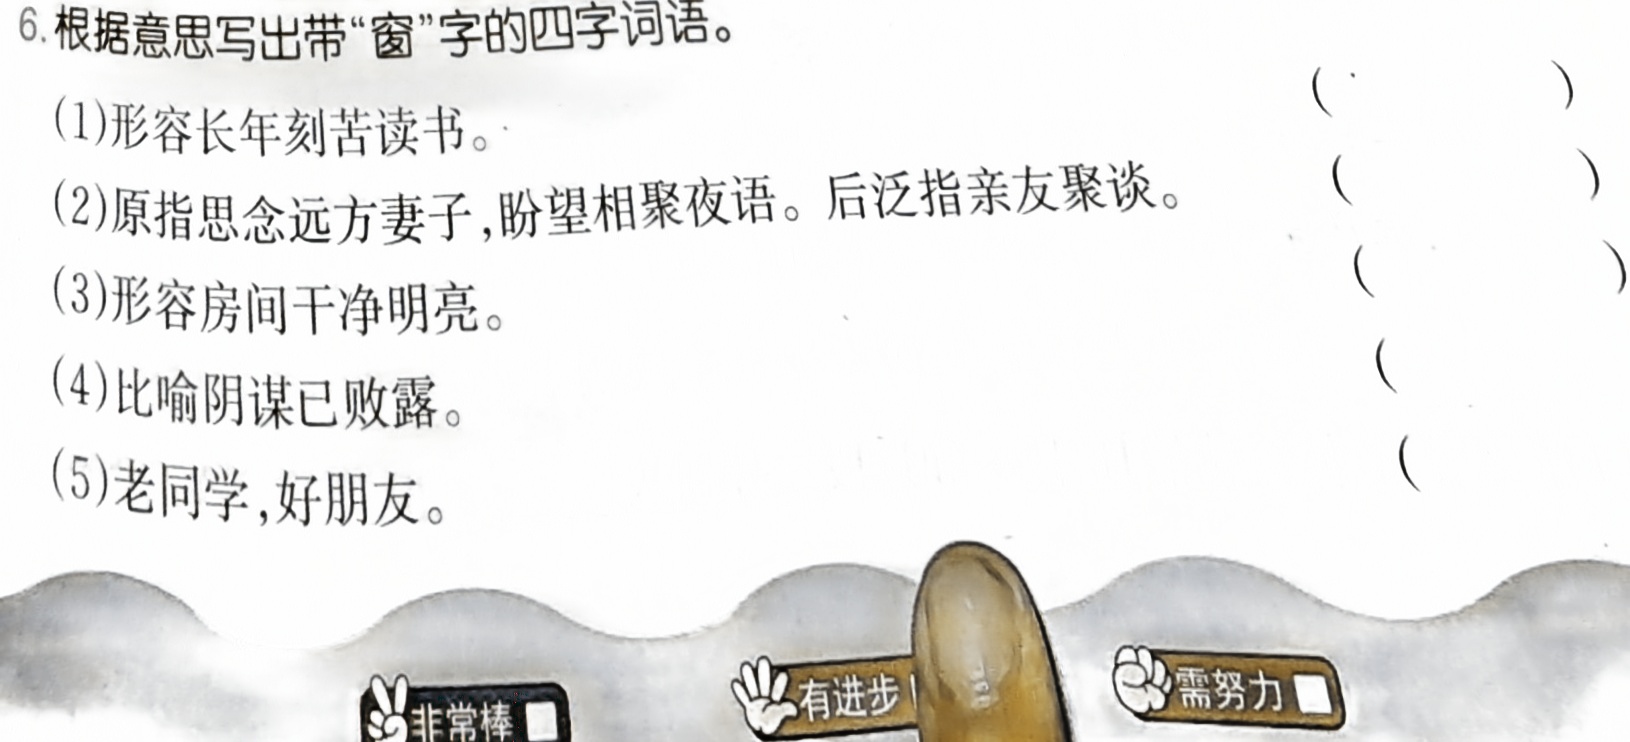 6.根据意思写出带“窗”字的四字词语。
(1)形容长年刻苦读书。 ( )
(2)原指思念远方妻子,盼望相聚夜语。后泛指亲友聚谈。 ( )
(3)形容房间干净明亮。 ( )
(4)比喻阴谋已败露。 (
(5)老同学,好朋友。 (
非常棒 有进步 需努力